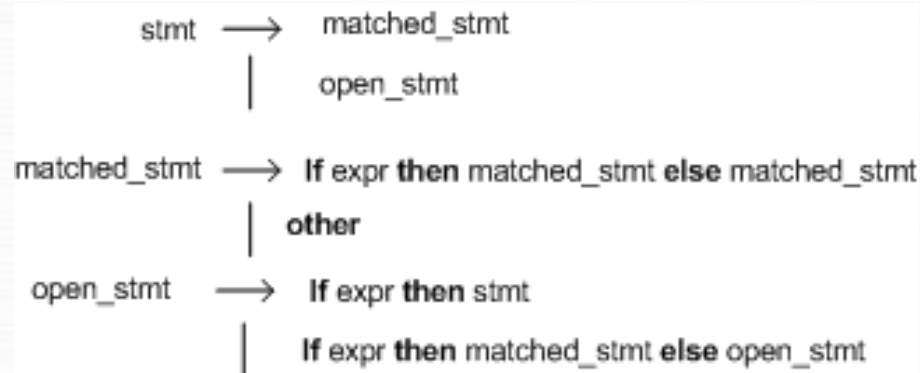 stmt → matched_stmt
| open_stmt
matched_stmt → If expr then matched_stmt else matched_stmt
| other
open_stmt → If expr then stmt
| If expr then matched_stmt else open_stmt